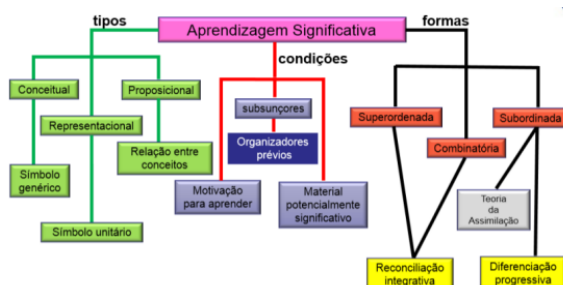 tipos
Aprendizagem Significativa
formas
condições
Conceitual
Proposicional
Representacional
subsunçores
Organizadores
prévios
Superordenada
Subordinada
Combinatória
Relação entre
conceitos
Símbolo
genérico
Motivação
para aprender
Material
potencialmente
significativo
Teoria
da
Assimilação
Símbolo unitário
Reconciliação
integrativa
Diferenciação
progressiva